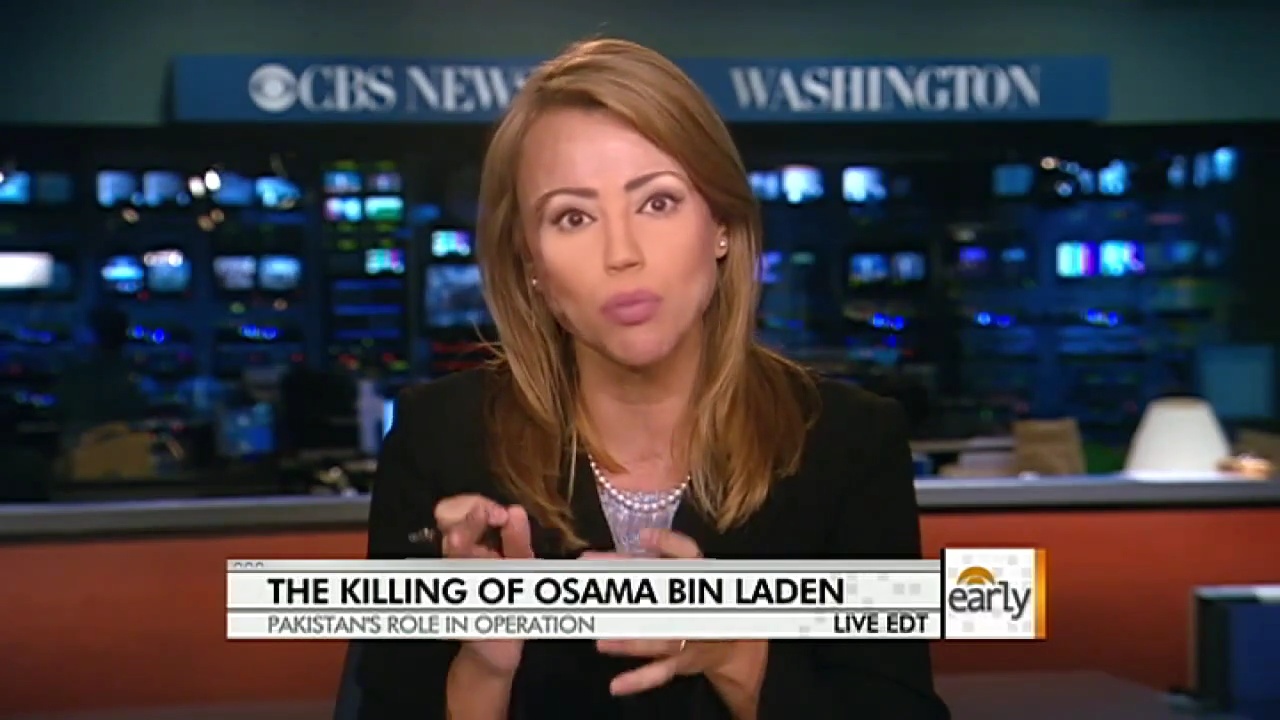 CBS NEWS WASHINGTON
THE KILLING OF OSAMA BIN LADEN
PAKISTAN'S ROLE IN OPERATION LIVE EDT
early